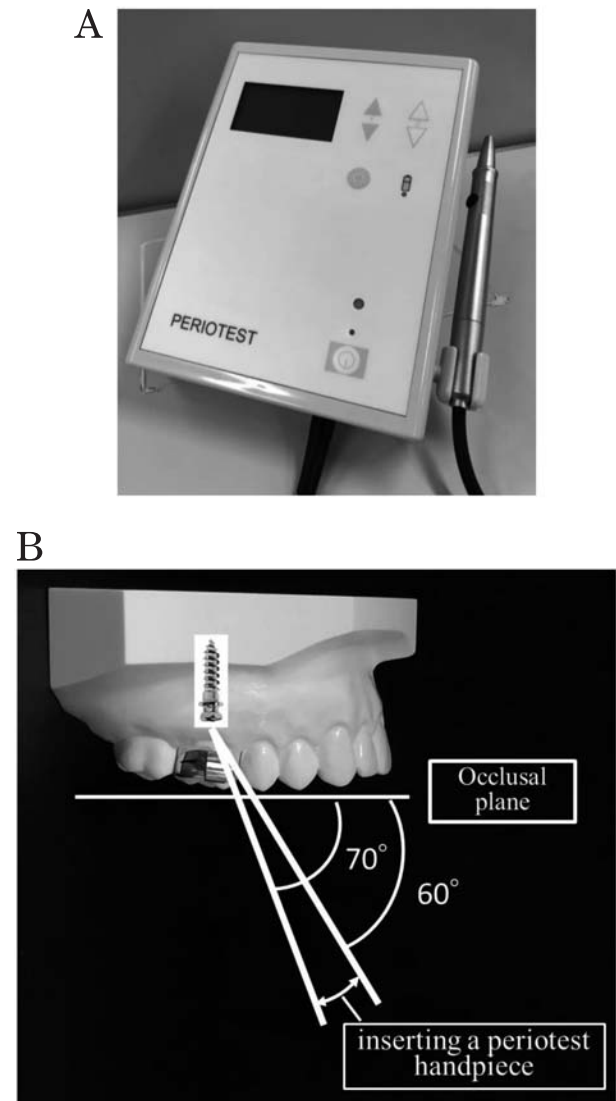 A
PERIOTEST
B
Occlusal
plane
70°
60°
inserting a periotest
handpiece